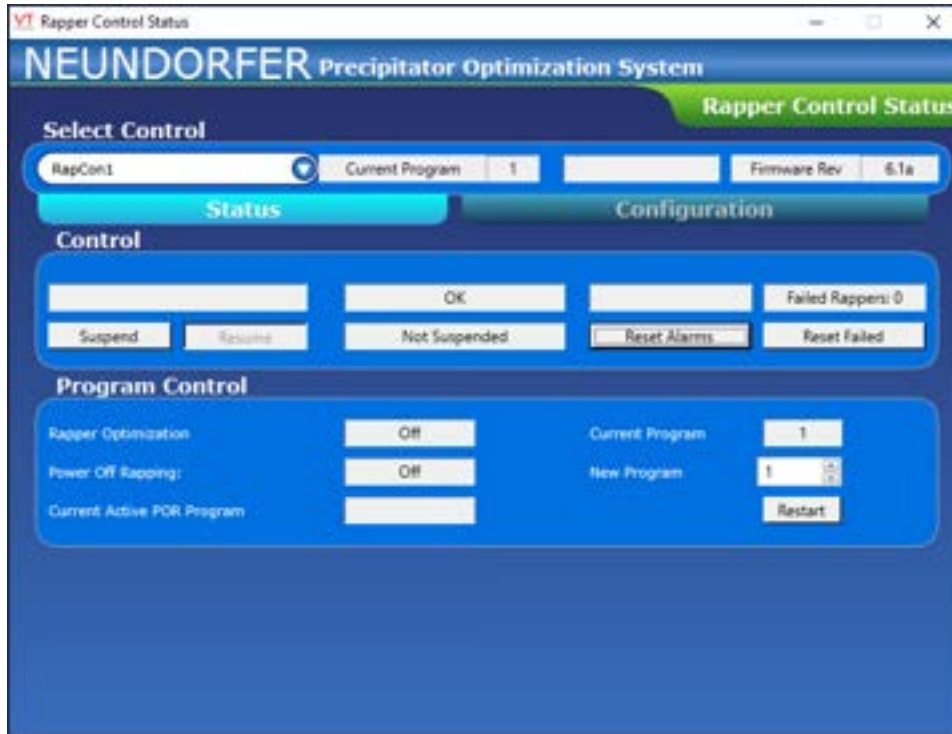 VT Rapper Control Status
NEUNDORFER Precipitator Optimization System
Rapper Control Status
Select Control
RapCon1 Current Program 1 Firmware Rev 6.1a
Status Configuration
Control
OK Failed Rappers: 0
Suspend Resume Not Suspended Reset Alarms Reset Failed
Program Control
Rapper Optimization Off Current Program 1
Power Off Rapping: Off New Program 1
Current Active POR Program Restart